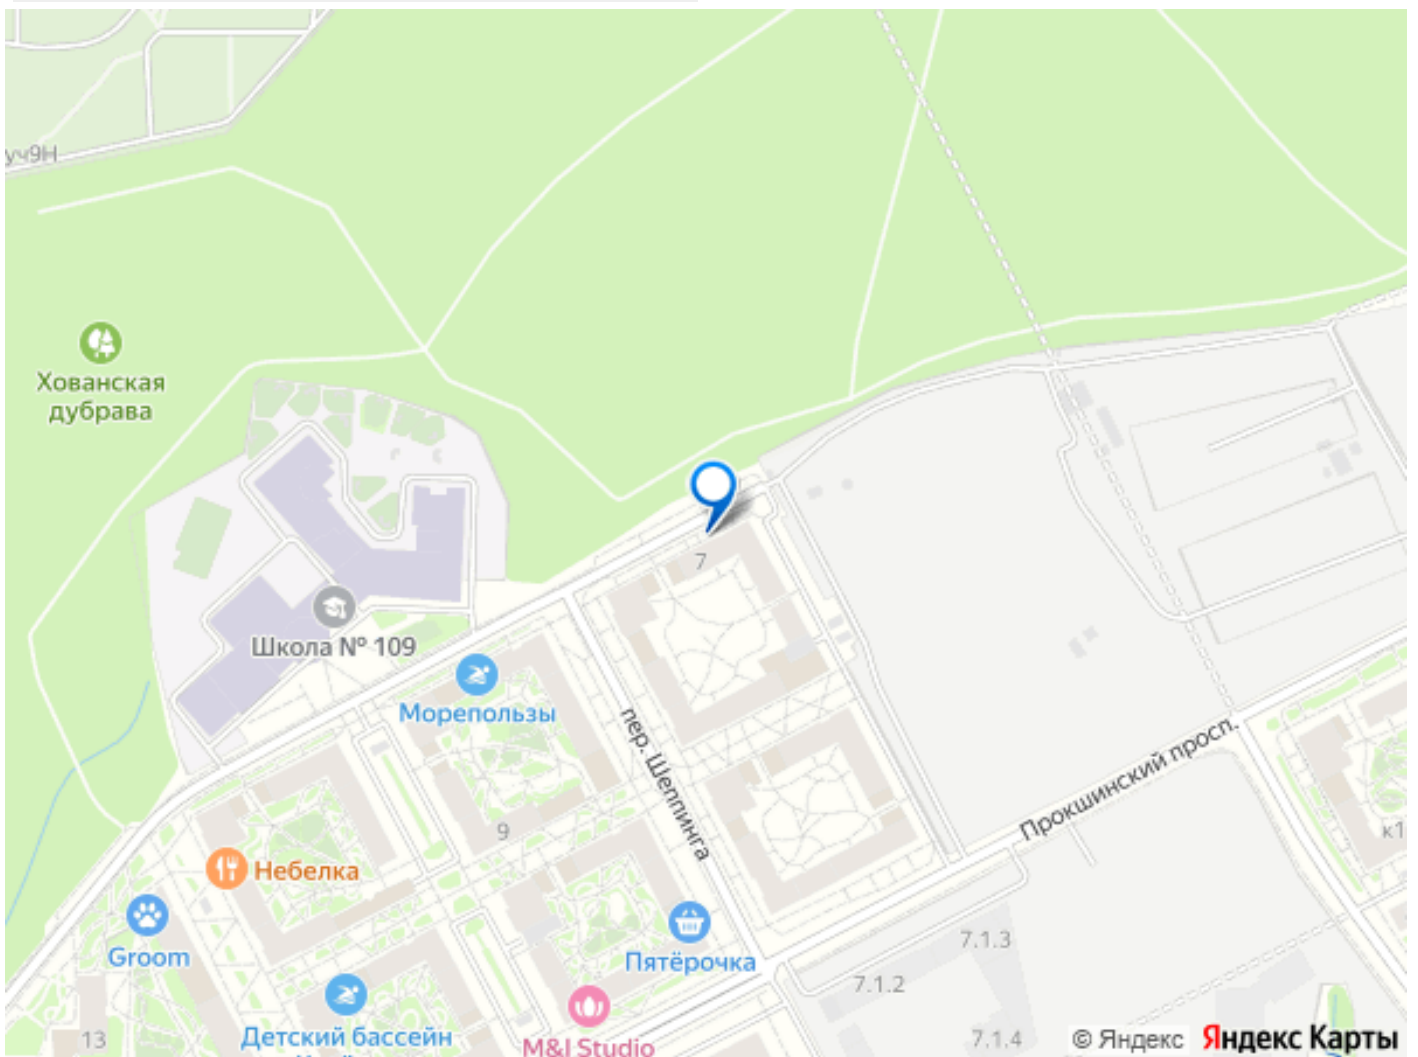 уч9Н
Хованская
дубрава
7
Школа № 109
Морепользы
пер. Шеппинга
Прокшинский просп.
к1
9
Небелка
Groom
Пятёрочка
7.1.3
7.1.2
13
Детский бассейн
M&I Studio
7.1.4
© Яндекс Яндекс Карты